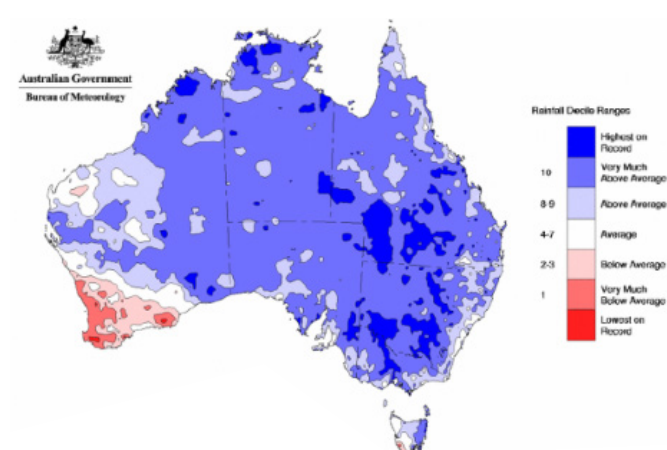 Australian Government
Bureau of Meteorology
Rainfall Decile Ranges
Highest on
Record
10
Very Much
Above Average
8-9
Above Average
4-7
Average
2-3
Below Average
1
Very Much
Below Average
Lowest on
Record